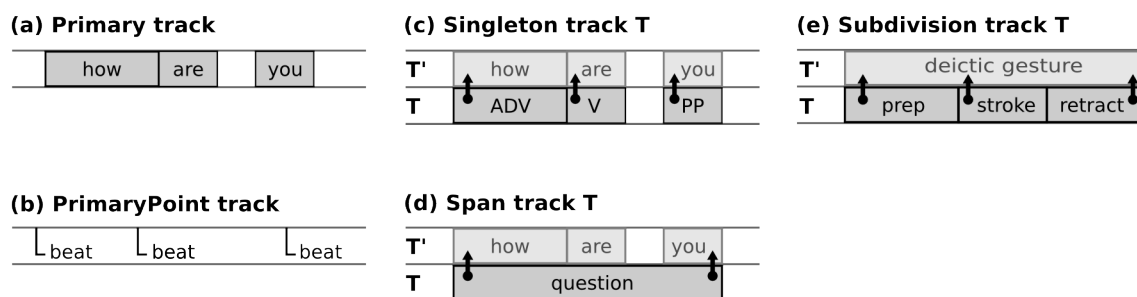 (a) Primary track
how are you
(b) PrimaryPoint track
beat beat beat
(c) Singleton track T
T' how are you
T ADV V PP
(d) Span track T
T' how are you
T question
(e) Subdivision track T
T' deictic gesture
T prep stroke retract